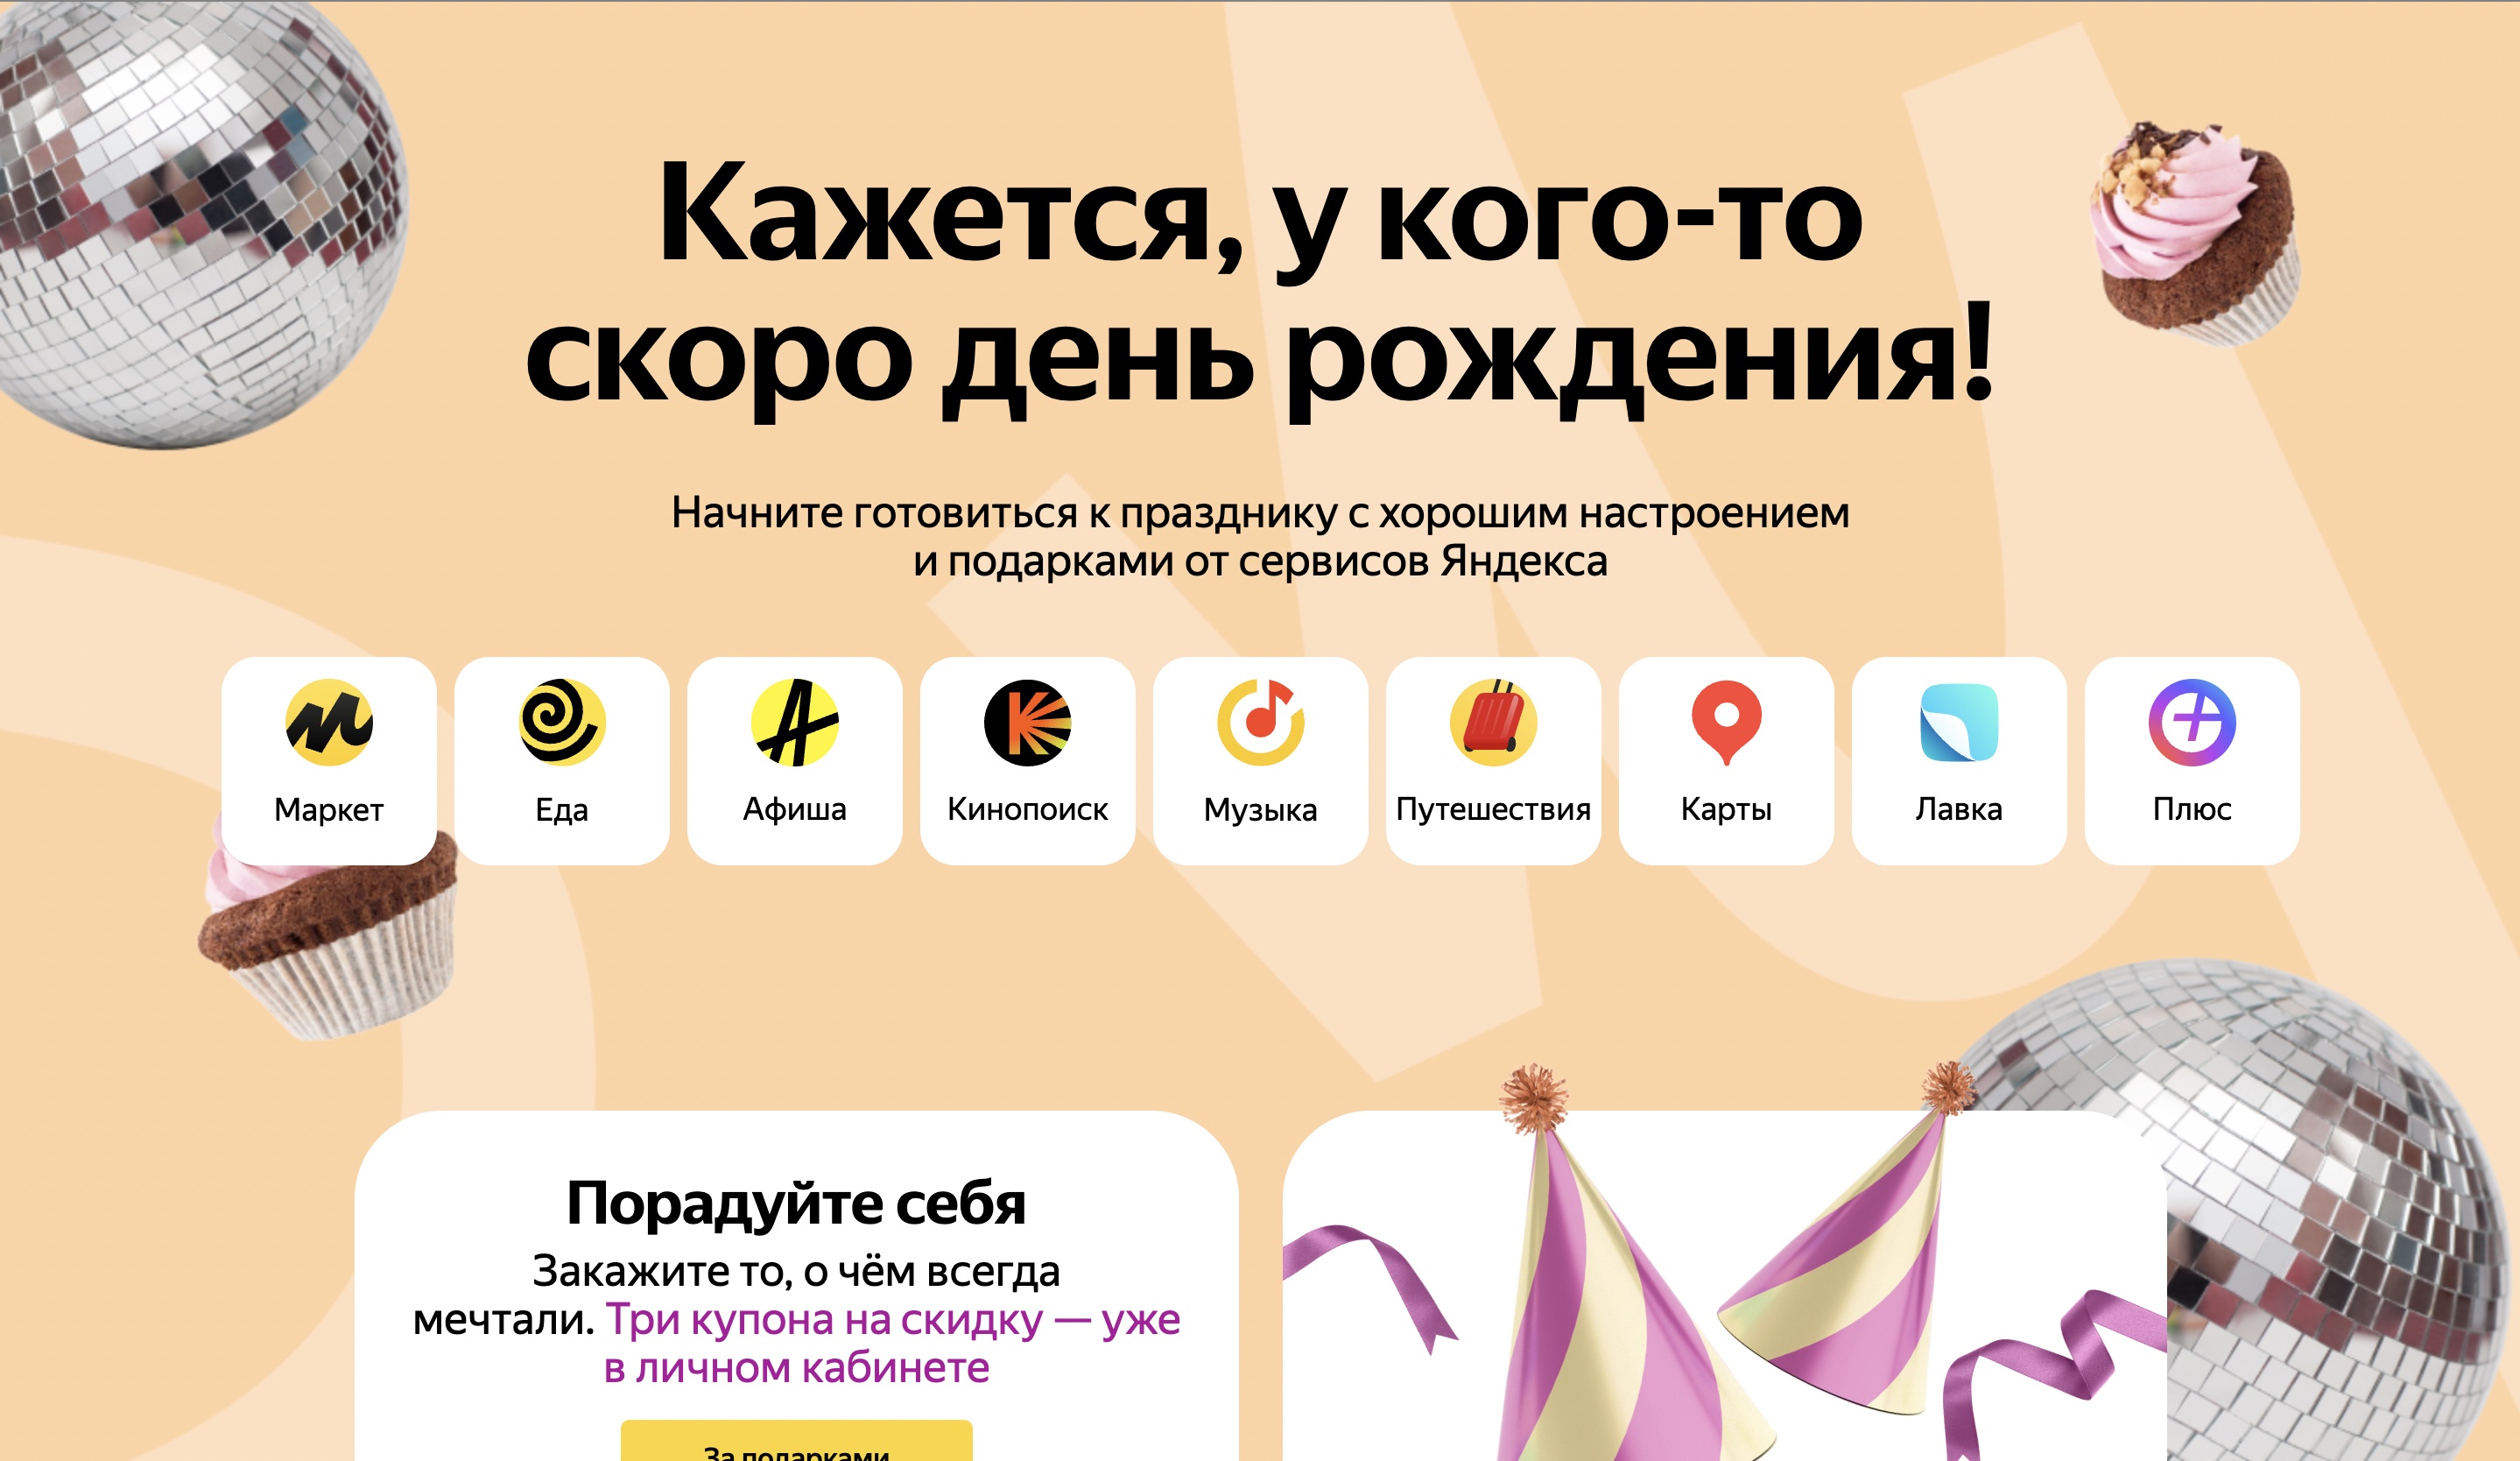 Кажется, у кого-то
скоро день рождения!
Начните готовиться к празднику с хорошим настроением
и подарками от сервисов Яндекса
Маркет
Еда
Афиша
Кинопоиск
Музыка
Путешествия
Карты
Лавка
Плюс
Порадуйте себя
Закажите то, о чём всегда
мечтали. Три купона на скидку — уже
в личном кабинете
За подарками